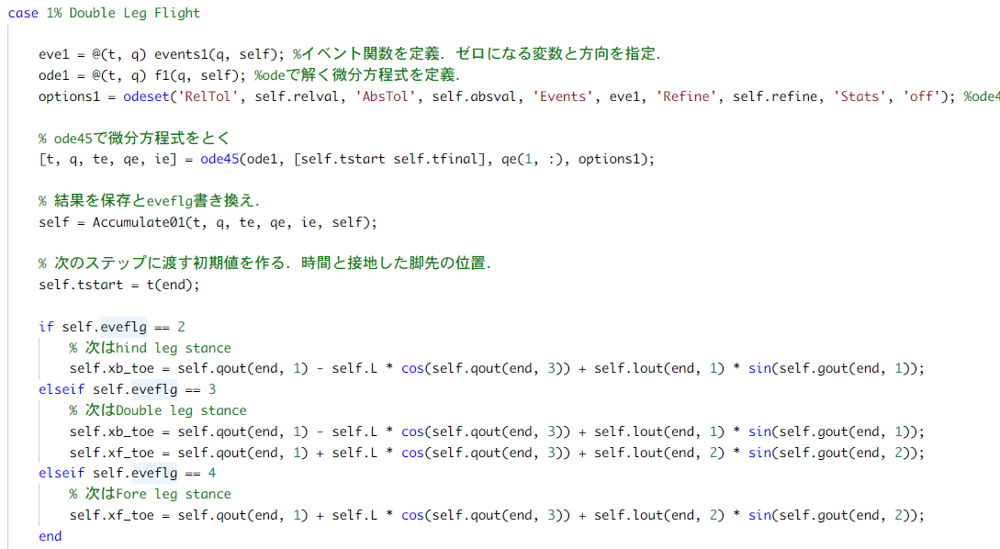 case 1% Double Leg Flight
eve1 = @(t, q) events1(q, self); %イベント関数を定義．ゼロになる変数と方向を指定．
ode1 = @(t, q) f1(q, self); %odeで解く微分方程式を定義．
options1 = odeset('RelTol', self.relval, 'AbsTol', self.absval, 'Events', eve1, 'Refine', self.refine, 'Stats', 'off'); %ode4
% ode45で微分方程式をとく
[t, q, te, qe, ie] = ode45(ode1, [self.tstart self.tfinal], qe(1, :), options1);
% 結果を保存とeveflg書き換え．
self = Accumulate01(t, q, te, qe, ie, self);
% 次のステップに渡す初期値を作る．時間と接地した脚先の位置．
self.tstart = t(end);
if self.eveflg == 2
% 次はhind leg stance
self.xb_toe = self.qout(end, 1) - self.L * cos(self.qout(end, 3)) + self.lout(end, 1) * sin(self.gout(end, 1));
elseif self.eveflg == 3
% 次はDouble leg stance
self.xb_toe = self.qout(end, 1) - self.L * cos(self.qout(end, 3)) + self.lout(end, 1) * sin(self.gout(end, 1));
self.xf_toe = self.qout(end, 1) + self.L * cos(self.qout(end, 3)) + self.lout(end, 2) * sin(self.gout(end, 2));
elseif self.eveflg == 4
% 次はFore leg stance
self.xf_toe = self.qout(end, 1) + self.L * cos(self.qout(end, 3)) + self.lout(end, 2) * sin(self.gout(end, 2));
end